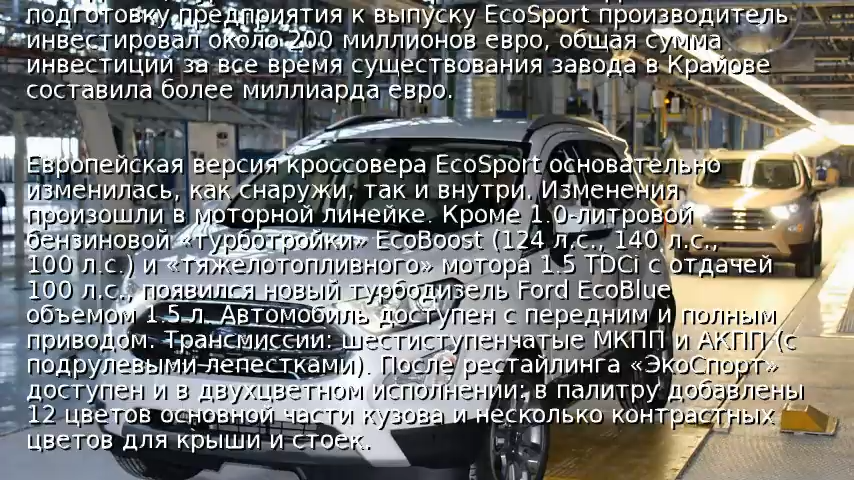 подготовку предприятия к выпуску EcoSport производитель
инвестировал около 200 миллионов евро, общая сумма
инвестиций за все время существования завода в Крайове
составила более миллиарда евро.
Европейская версия кроссовера EcoSport основательно
изменилась, как снаружи, так и внутри. Изменения
произошли в моторной линейке. Кроме 1.0-литровой
бензиновой «турботройки» EcoBoost (124 л.с., 140 л.с.,
100 л.с.) и «тяжелотопливного» мотора 1.5 TDCi с отдачей
100 л.с., появился новый турбодизель Ford EcoBlue
объемом 1.5 л. Автомобиль доступен с передним и полным
приводом. Трансмиссии: шестиступенчатые МКПП и АКПП (с
подрулевыми лепестками). После рестайлинга «ЭкоСпорт»
доступен и в двухцветном исполнении: в палитру добавлены
12 цветов основной части кузова и несколько контрастных
цветов для крыши и стоек.